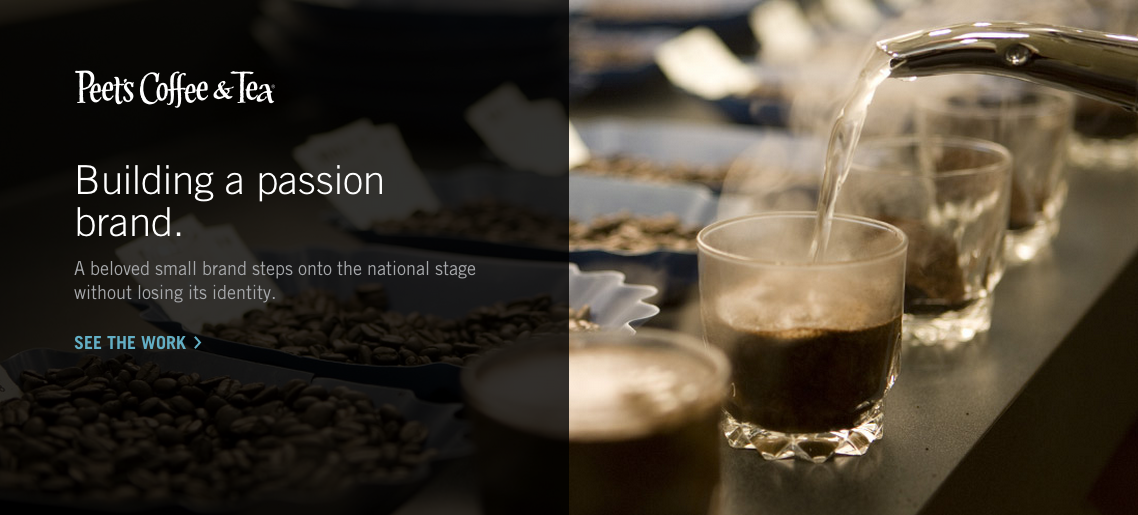 Peet's Coffee & Tea
Building a passion
brand.
A beloved small brand steps onto the national stage
without losing its identity.
SEE THE WORK >